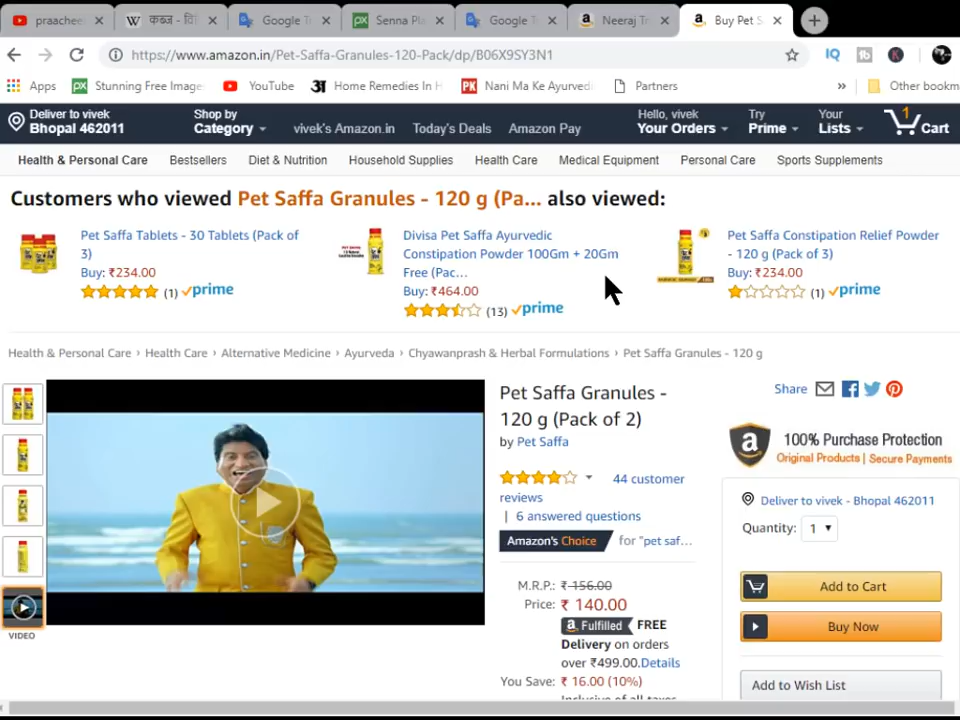 praachee
कब्ज - वि
Google T
Senna Pl
Google T
Neeraj Tr
Buy Pet S
https://www.amazon.in/Pet-Saffa-Granules-120-Pack/dp/B06X9SY3N1
Apps
Stunning Free Image
YouTube
Home Remedies In H
Nani Ma Ke Ayurvedi
Partners
»
Other bookm
Deliver to vivek
Bhopal 462011
Shop by
Category
vivek's Amazon.in
Today's Deals
Amazon Pay
Hello, vivek
Your Orders
Try
Prime
Your
Lists
1
Cart
Health & Personal Care
Bestsellers
Diet & Nutrition
Household Supplies
Health Care
Medical Equipment
Personal Care
Sports Supplements
Customers who viewed Pet Saffa Granules - 120 g (Pa... also viewed:
Pet Saffa Tablets - 30 Tablets (Pack of
3)
Buy: ₹234.00
(1) prime
Divisa Pet Saffa Ayurvedic
Constipation Powder 100Gm + 20Gm
Free (Pac...
Buy: ₹464.00
(13) prime
Pet Saffa Constipation Relief Powder
- 120 g (Pack of 3)
Buy: ₹234.00
(1) prime
Health & Personal Care › Health Care › Alternative Medicine › Ayurveda › Chyawanprash & Herbal Formulations › Pet Saffa Granules - 120 g
VIDEO
Pet Saffa Granules -
120 g (Pack of 2)
by Pet Saffa
44 customer
reviews
| 6 answered questions
Amazon's Choice for "pet saf...
M.R.P.: ₹ 156.00
Price: ₹ 140.00
Fulfilled FREE
Delivery on orders
over ₹499.00.Details
You Save: ₹ 16.00 (10%)
Inclusive of all taxes
Share
100% Purchase Protection
Original Products | Secure Payments
Deliver to vivek - Bhopal 462011
Quantity: 1
Add to Cart
Buy Now
Add to Wish List